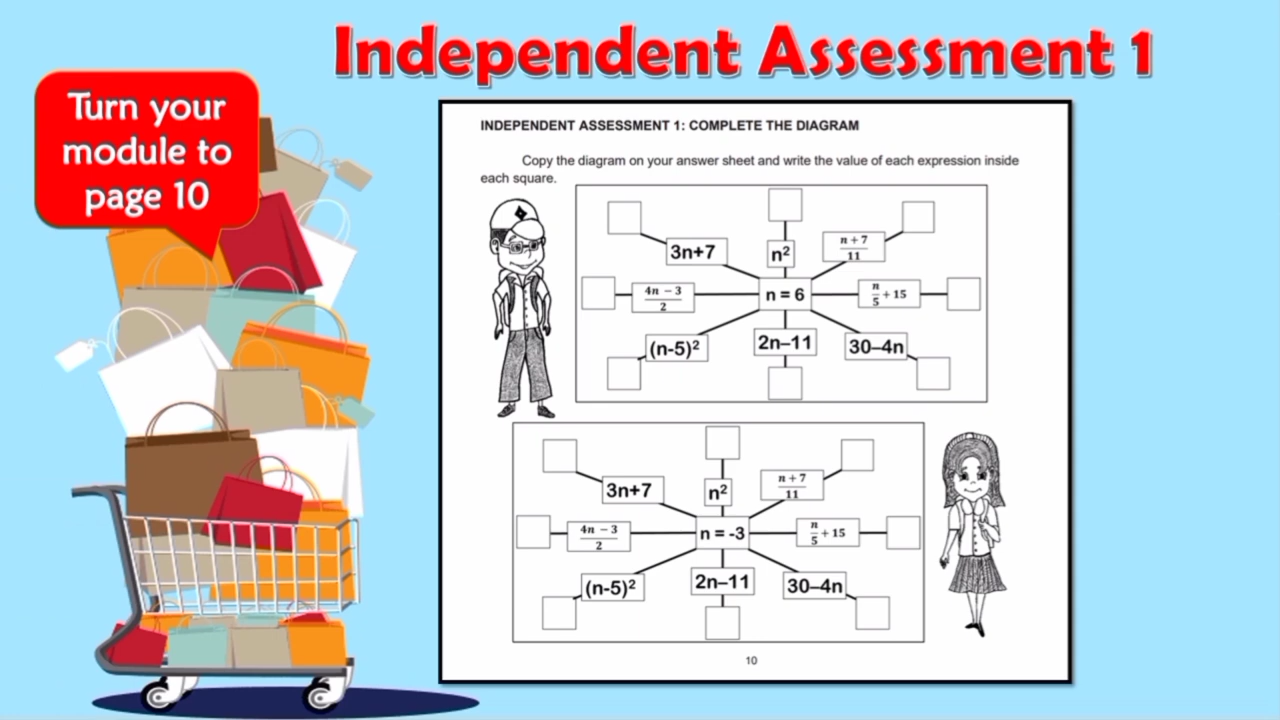 Independent Assessment 1
Turn your
module to
page 10
INDEPENDENT ASSESSMENT 1: COMPLETE THE DIAGRAM
Copy the diagram on your answer sheet and write the value of each expression inside
each square.
3n+7
n²
n + 7
11
4n − 3
2
n = 6
n
5
+ 15
(n-5)²
2n–11
30–4n
3n+7
n²
n + 7
11
4n − 3
2
n = -3
n
5
+ 15
(n-5)²
2n–11
30–4n
10